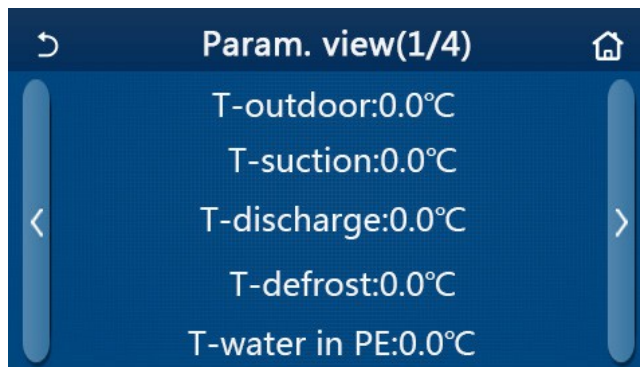 Param. view(1/4)
T-outdoor:0.0℃
T-suction:0.0℃
T-discharge:0.0℃
T-defrost:0.0℃
T-water in PE:0.0℃